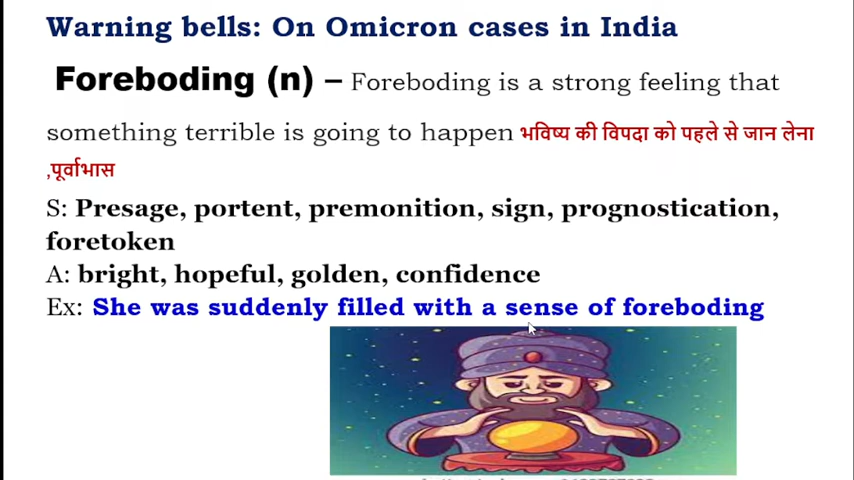 Warning bells: On Omicron cases in India
Foreboding (n) – Foreboding is a strong feeling that
something terrible is going to happen भविष्य की विपदा को पहले से जान लेना
,पूर्वाभास
S: Presage, portent, premonition, sign, prognostication,
foretoken
A: bright, hopeful, golden, confidence
Ex: She was suddenly filled with a sense of foreboding